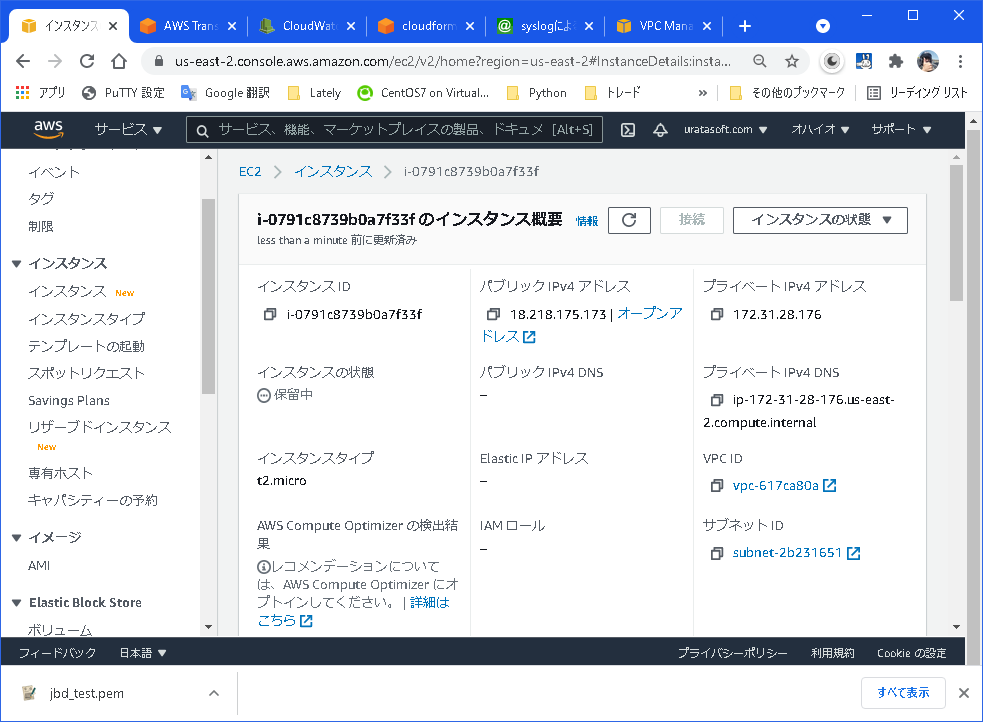 インスタンス
AWS Trans
CloudWat
cloudform
syslogによ
VPC Mana
us-east-2.console.aws.amazon.com/ec2/v2/home?region=us-east-2#InstanceDetails:insta...
アプリ
PuTTY 設定
Google 翻訳
Lately
CentOS7 on Virtual...
Python
トレード
»
その他のブックマーク
リーディング リスト
aws
サービス ▼
サービス、機能、マーケットプレイスの製品、ドキュメ [Alt+S]
uratasoft.com ▼
オハイオ ▼
サポート ▼
イベント
タグ
制限
▼ インスタンス
インスタンス New
インスタンスタイプ
テンプレートの起動
スポットリクエスト
Savings Plans
リザーブドインスタンス
New
専有ホスト
キャパシティーの予約
▼ イメージ
AMI
▼ Elastic Block Store
ボリューム
EC2 > インスタンス > i-0791c8739b0a7f33f
i-0791c8739b0a7f33f のインスタンス概要 情報
less than a minute 前に更新済み
接続
インスタンスの状態 ▼
インスタンス ID
i-0791c8739b0a7f33f
パブリック IPv4 アドレス
18.218.175.173 | オープンア
ドレス
プライベート IPv4 アドレス
172.31.28.176
インスタンスの状態
保留中
パブリック IPv4 DNS
–
プライベート IPv4 DNS
ip-172-31-28-176.us-east-
2.compute.internal
インスタンスタイプ
t2.micro
Elastic IP アドレス
–
VPC ID
vpc-617ca80a
AWS Compute Optimizer の検出結
果
レコメンデーションについて
は、AWS Compute Optimizer にオ
プトインしてください。 | 詳細は
こちら
IAM ロール
–
サブネット ID
subnet-2b231651
フィードバック
日本語 ▼
プライバシーポリシー
利用規約
Cookie の設定
jbd_test.pem
すべて表示